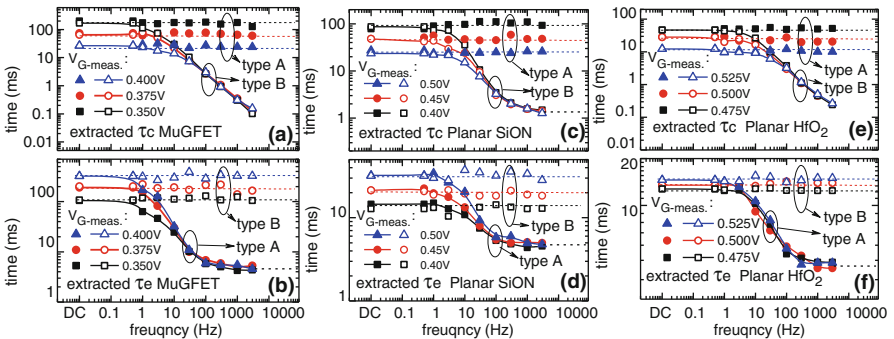 time (ms)
100
10
1
0.1
0.01
type A
type B
V_G-meas.:
0.400V
0.375V
0.350V
(a)
extracted τc MuGFET
time (ms)
100
10
1
type B
type A
V_G-meas.:
0.400V
0.375V
0.350V
(b)
extracted τe MuGFET
DC 0.1 1 10 100 1000 10000
freuqncy (Hz)
time (ms)
100
10
1
type A
type B
V_G-meas.:
0.50V
0.45V
0.40V
(c)
extracted τc Planar SiON
time (ms)
10
1
type B
type A
V_G-meas.:
0.50V
0.45V
0.40V
(d)
extracted τe Planar SiON
DC 0.1 1 10 100 1000 10000
freuqncy (Hz)
time (ms)
100
10
1
0.1
0.01
type A
type B
V_G-meas.:
0.525V
0.500V
0.475V
(e)
extracted τc Planar HfO₂
time (ms)
20
10
type B
type A
V_G-meas.:
0.525V
0.500V
0.475V
(f)
extracted τe Planar HfO₂
DC 0.1 1 10 100 1000 10000
freuqncy (Hz)